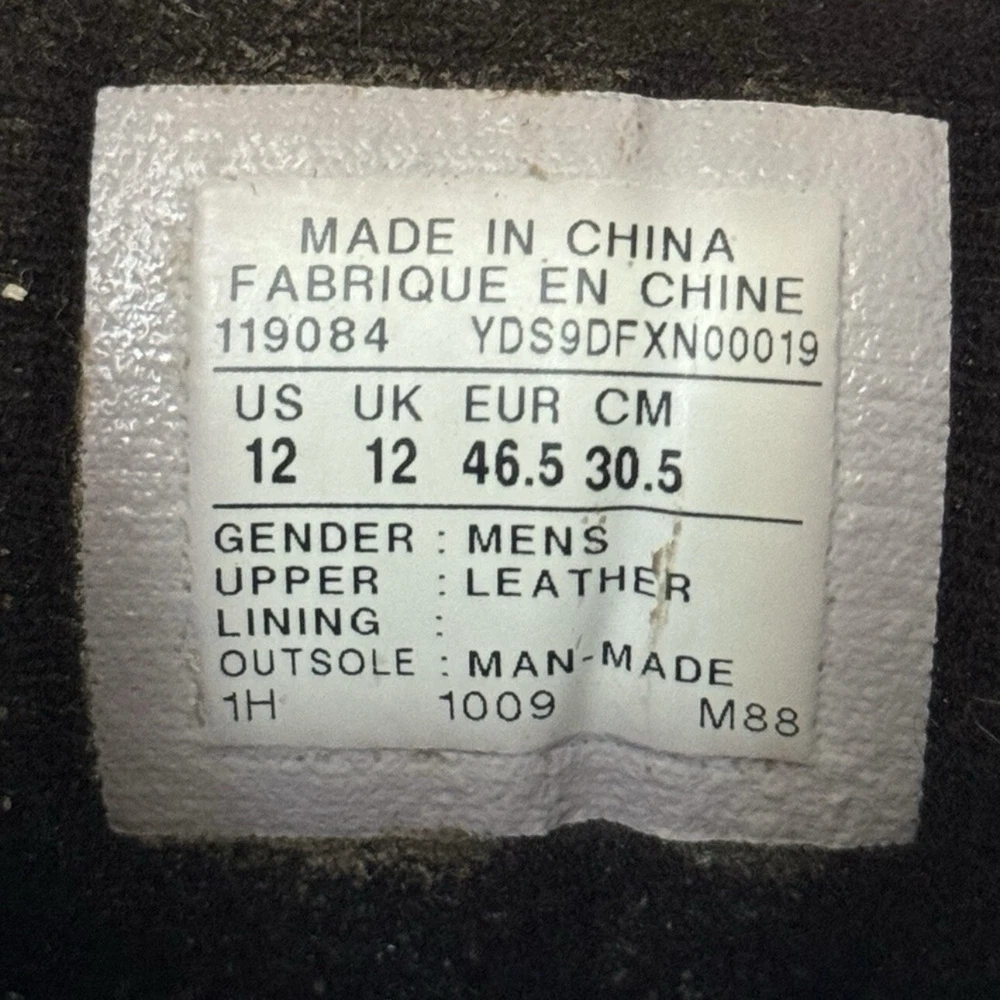 MADE IN CHINA
FABRIQUE EN CHINE
119084 YDS9DFXN00019
US UK EUR CM
12 12 46.5 30.5
GENDER : MENS
UPPER : LEATHER
LINING :
OUTSOLE : MAN-MADE
1H 1009 M88